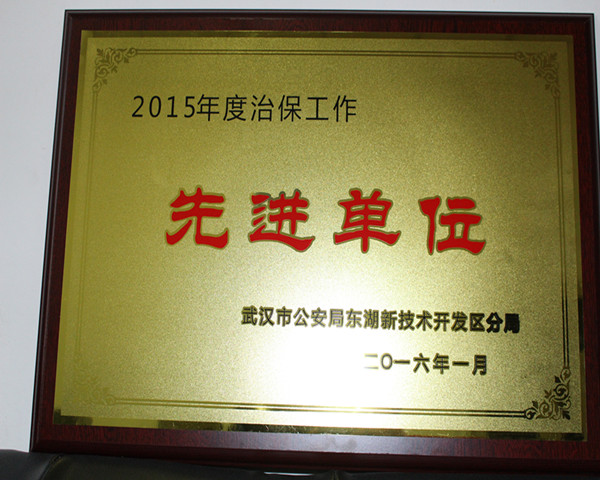 2015年度治保工作
先进单位
武汉市公安局东湖新技术开发区分局
二〇一六年一月